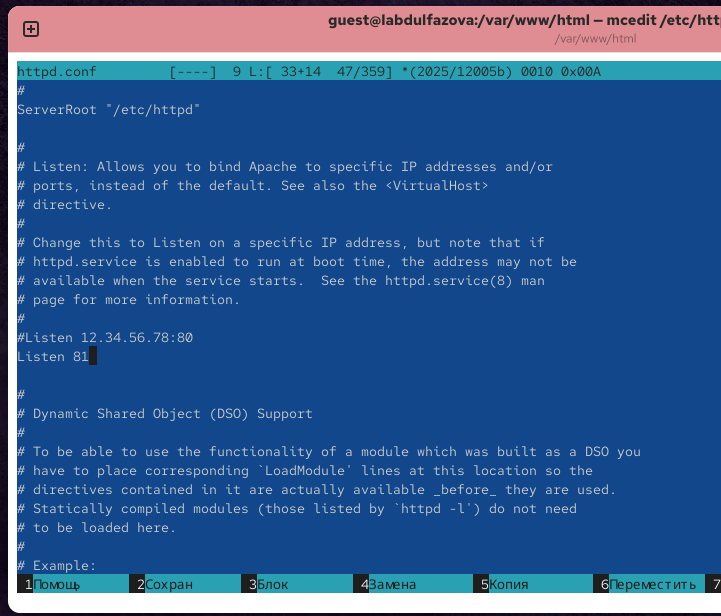 guest@labdulfazova:/var/www/html — mcedit /etc/htt
/var/www/html
httpd.conf         [----]  9 L:[ 33+14  47/359] *(2025/12005b) 0010 0x00A
#
ServerRoot "/etc/httpd"
#
# Listen: Allows you to bind Apache to specific IP addresses and/or
# ports, instead of the default. See also the <VirtualHost>
# directive.
#
# Change this to Listen on a specific IP address, but note that if
# httpd.service is enabled to run at boot time, the address may not be
# available when the service starts.  See the httpd.service(8) man
# page for more information.
#
#Listen 12.34.56.78:80
Listen 81
#
# Dynamic Shared Object (DSO) Support
#
# To be able to use the functionality of a module which was built as a DSO you
# have to place corresponding `LoadModule' lines at this location so the
# directives contained in it are actually available _before_ they are used.
# Statically compiled modules (those listed by `httpd -l') do not need
# to be loaded here.
#
# Example:
1Помощь 2Сохран 3Блок 4Замена 5Копия 6Переместить 7